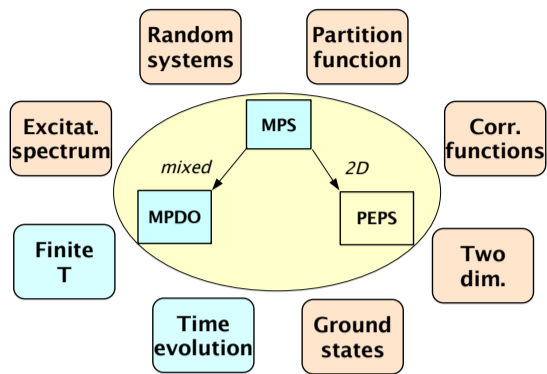 Random
systems
Partition
function
Excitat.
spectrum
MPS
Corr.
functions
mixed
2D
MPDO
PEPS
Finite
T
Two
dim.
Time
evolution
Ground
states